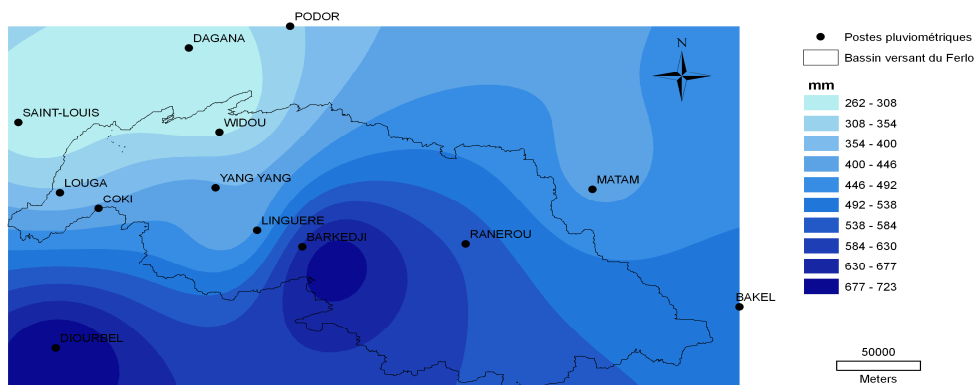 PODOR
DAGANA
SAINT-LOUIS
WIDOU
LOUGA
COKI
YANG YANG
LINGUERE
BARKEDJI
RANEROU
MATAM
BAKEL
DIOURBEL
N
Postes pluviométriques
Bassin versant du Ferlo
mm
262 - 308
308 - 354
354 - 400
400 - 446
446 - 492
492 - 538
538 - 584
584 - 630
630 - 677
677 - 723
50000
Meters